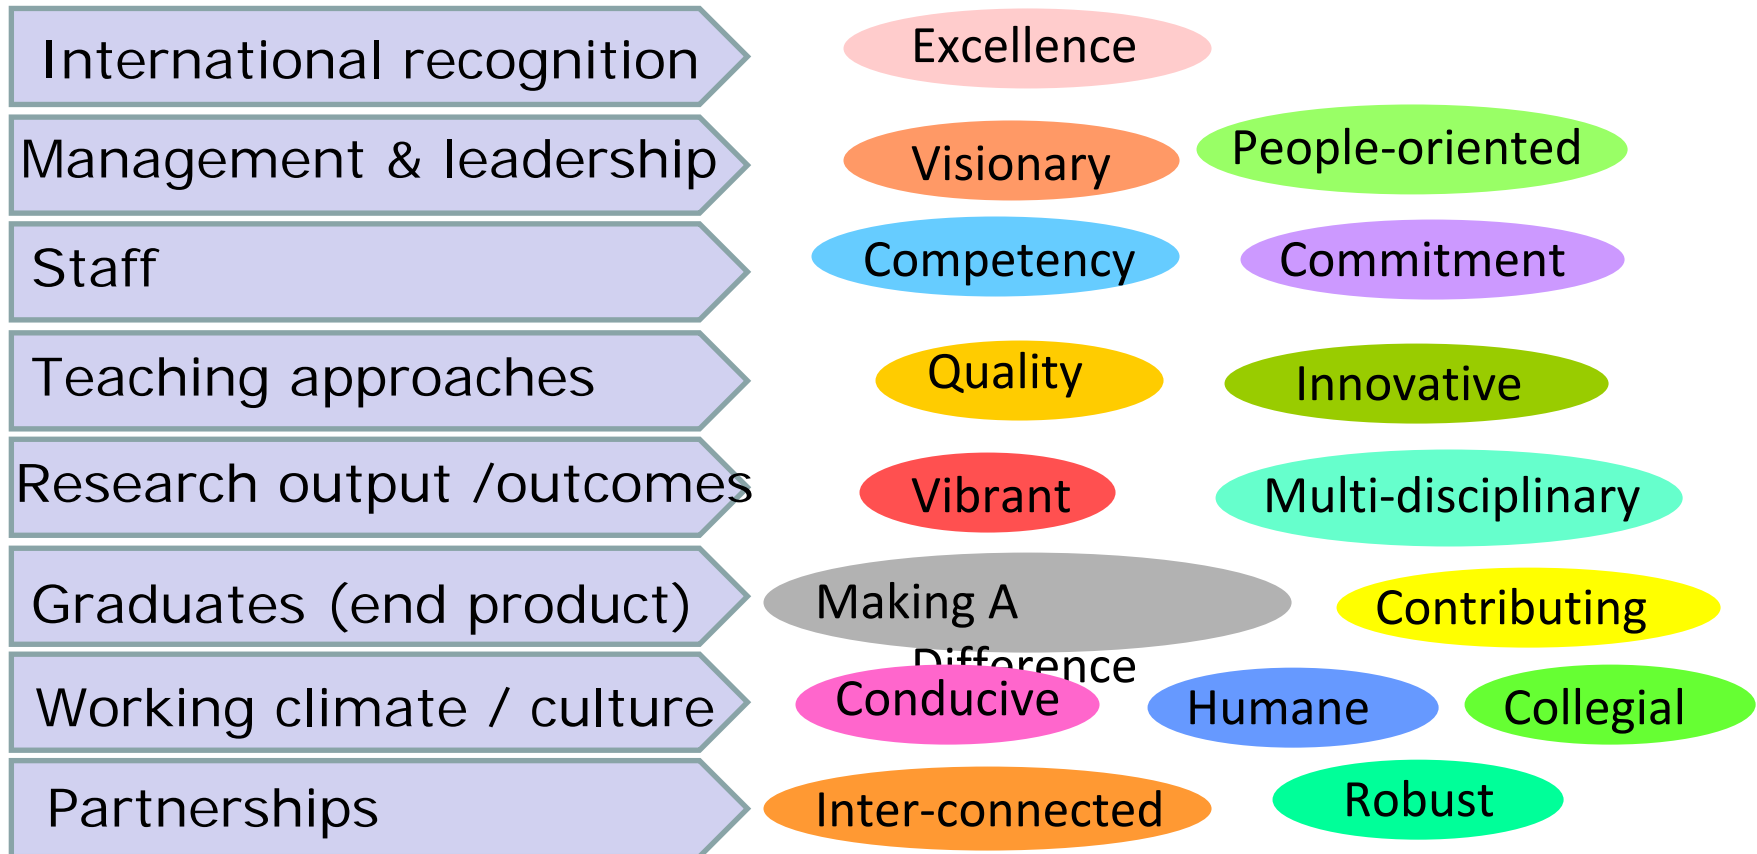 International recognition
Excellence
Management & leadership
Visionary
People-oriented
Staff
Competency
Commitment
Teaching approaches
Quality
Innovative
Research output /outcomes
Vibrant
Multi-disciplinary
Graduates (end product)
Making A
Difference
Contributing
Working climate / culture
Conducive
Humane
Collegial
Partnerships
Inter-connected
Robust